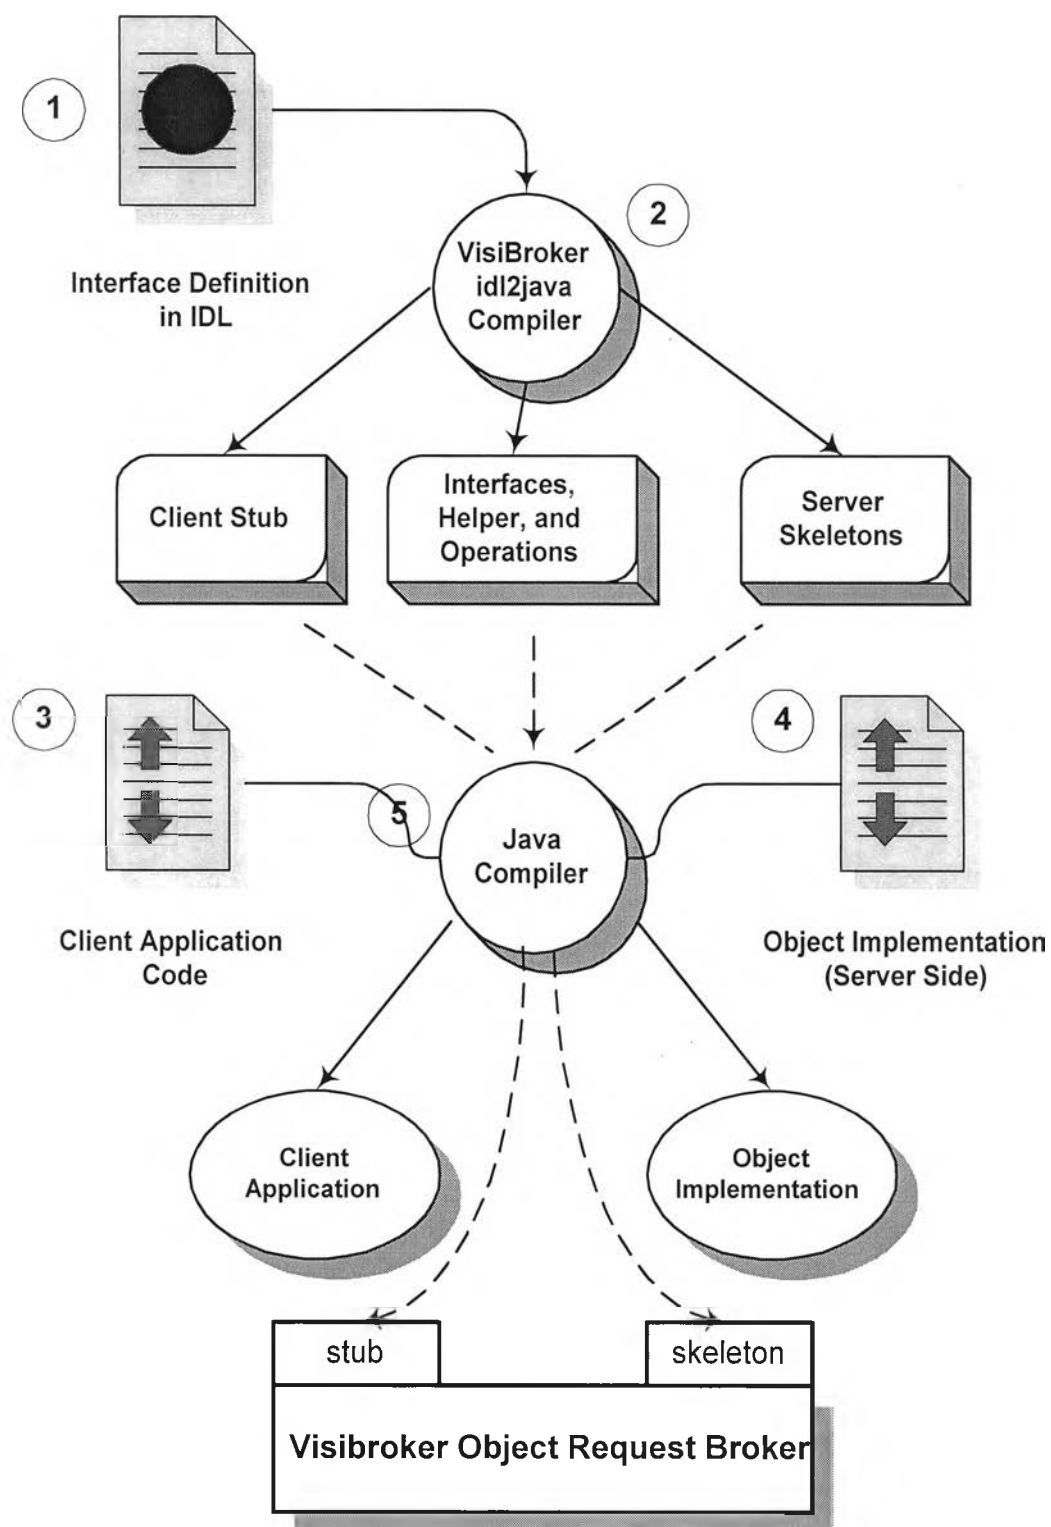 1
2
VisiBroker
idl2java
Compiler
Interface Definition
in IDL
Client Stub
Interfaces,
Helper, and
Operations
Server
Skeletons
3
4
5
Java
Compiler
Client Application
Code
Object Implementation
(Server Side)
Client
Application
Object
Implementation
stub
skeleton
Visibroker Object Request Broker